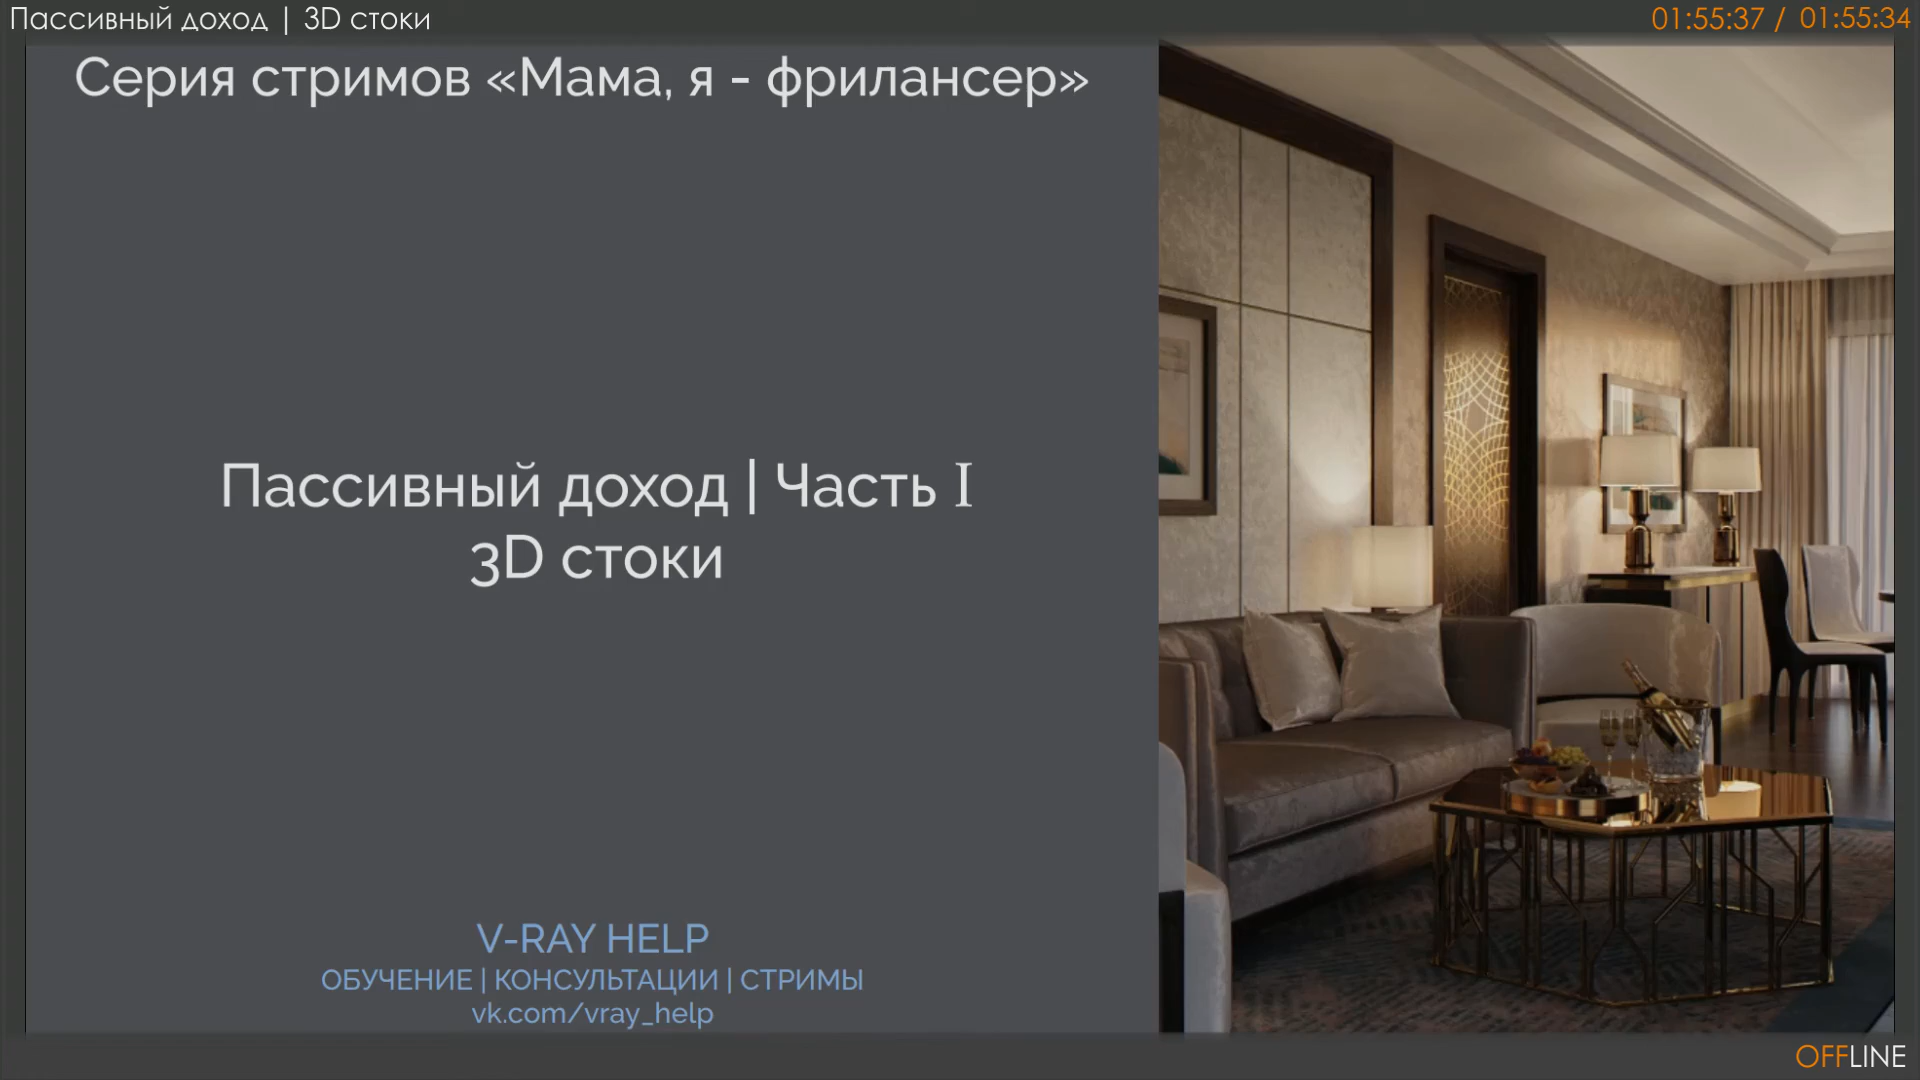 Пассивный доход | 3D стоки
01:55:37 / 01:55:34
Серия стримов «Мама, я - фрилансер»
Пассивный доход | Часть I
3D стоки
V-RAY HELP
ОБУЧЕНИЕ | КОНСУЛЬТАЦИИ | СТРИМЫ
vk.com/vray_help
OFFLINE